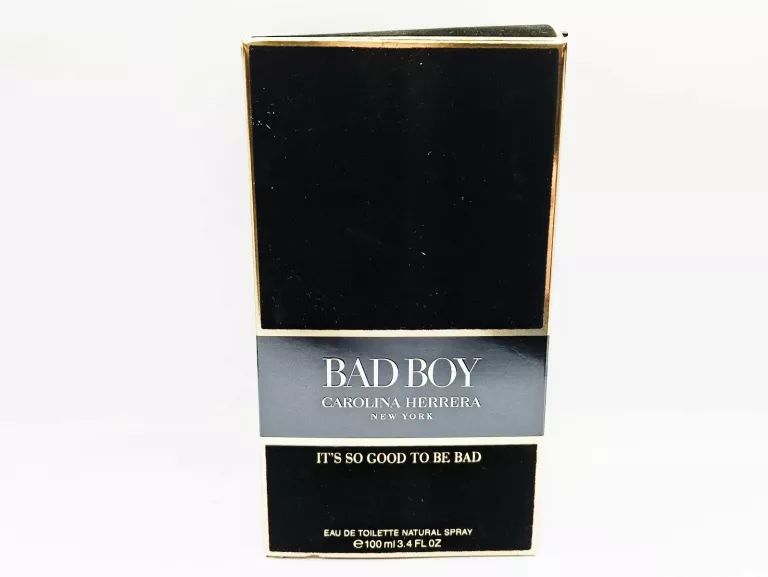 BAD BOY
CAROLINA HERRERA
NEW YORK
IT'S SO GOOD TO BE BAD
EAU DE TOILETTE NATURAL SPRAY
℮100 ml 3.4 FL OZ